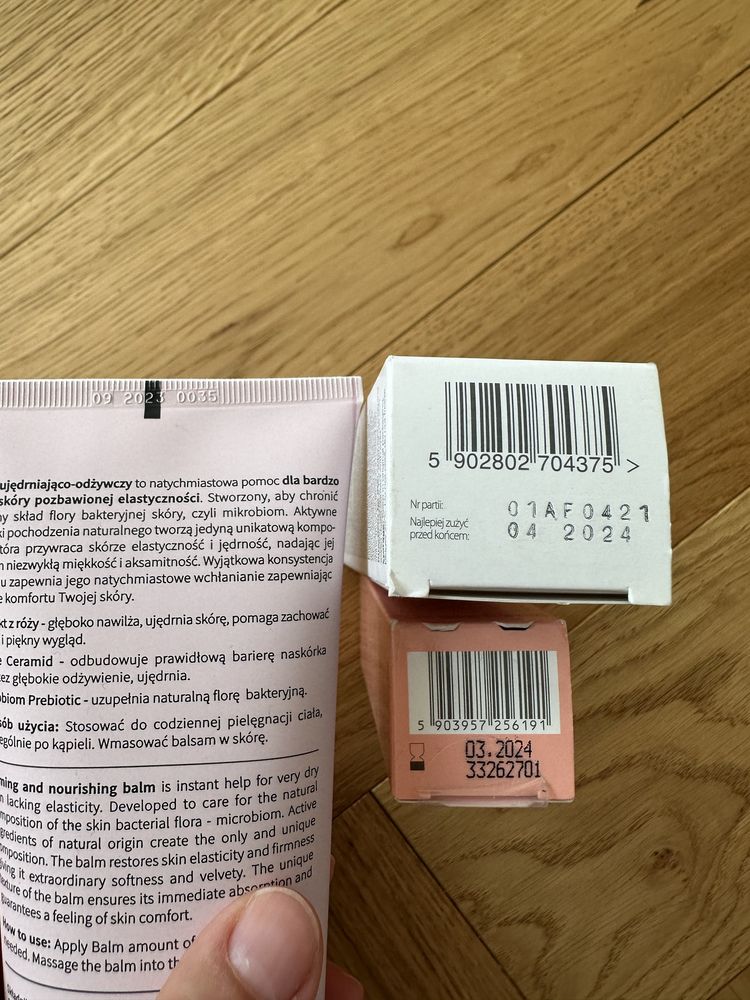 09 2023 0035
ujędrniająco-odżywczy to natychmiastowa pomoc dla bardzo
skóry pozbawionej elastyczności. Stworzony, aby chronić
skład flory bakteryjnej skóry, czyli mikrobiom. Aktywne
pochodzenia naturalnego tworzą jedyną unikatową kompo-
która przywraca skórze elastyczność i jędrność, nadając jej
niezwykłą miękkość i aksamitność. Wyjątkowa konsystencja
zapewnia jego natychmiastowe wchłanianie zapewniając
komfortu Twojej skóry.
z róży - głęboko nawilża, ujędrnia skórę, pomaga zachować
i piękny wygląd.
Ceramid - odbudowuje prawidłową barierę naskórka
głębokie odżywienie, ujędrnia.
Prebiotic - uzupełnia naturalną florę bakteryjną.
użycia: Stosować do codziennej pielęgnacji ciała,
po kąpieli. Wmasować balsam w skórę.
and nourishing balm is instant help for very dry
lacking elasticity. Developed to care for the natural
of the skin bacterial flora - microbiom. Active
of natural origin create the only and unique
The balm restores skin elasticity and firmness
it extraordinary softness and velvety. The unique
of the balm ensures its immediate absorption and
guarantees a feeling of skin comfort.
How to use: Apply Balm amount of
needed. Massage the balm into
5 902802 704375 >
Nr partii: 01AF0421
Najlepiej zużyć
przed końcem: 04 2024
5 903957 256191
03.2024
33262701